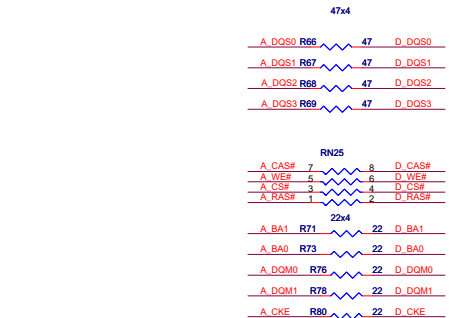 47x4
A_DQS0 R66 47 D_DQS0
A_DQS1 R67 47 D_DQS1
A_DQS2 R68 47 D_DQS2
A_DQS3 R69 47 D_DQS3
RN25
A_CAS# 7 8 D_CAS#
A_WE# 5 6 D_WE#
A_CS# 3 4 D_CS#
A_RAS# 1 2 D_RAS#
22x4
A_BA1 R71 22 D_BA1
A_BA0 R73 22 D_BA0
A_DQM0 R76 22 D_DQM0
A_DQM1 R78 22 D_DQM1
A_CKE R80 22 D_CKE